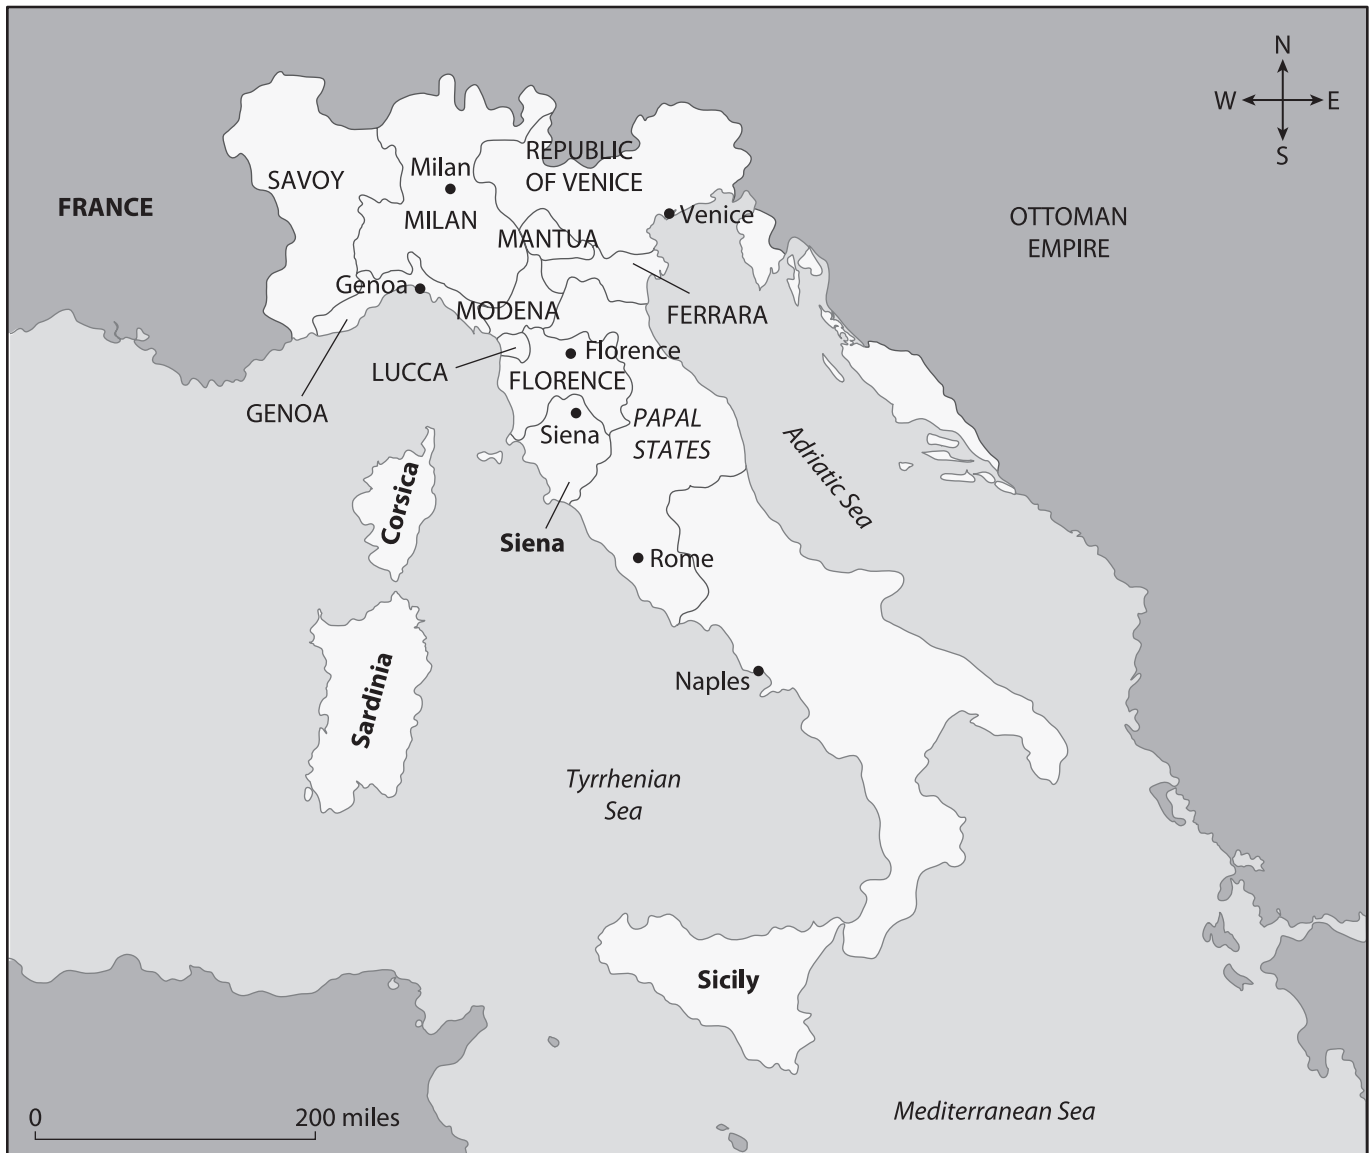 N
W E
S
FRANCE
SAVOY
Milan
MILAN
REPUBLIC
OF VENICE
Venice
MANTUA
OTTOMAN
EMPIRE
Genoa
MODENA
FERRARA
LUCCA
GENOA
Florence
FLORENCE
Siena
PAPAL
STATES
Adriatic Sea
Corsica
Siena
Rome
Sardinia
Naples
Tyrrhenian
Sea
Sicily
Mediterranean Sea
0 200 miles